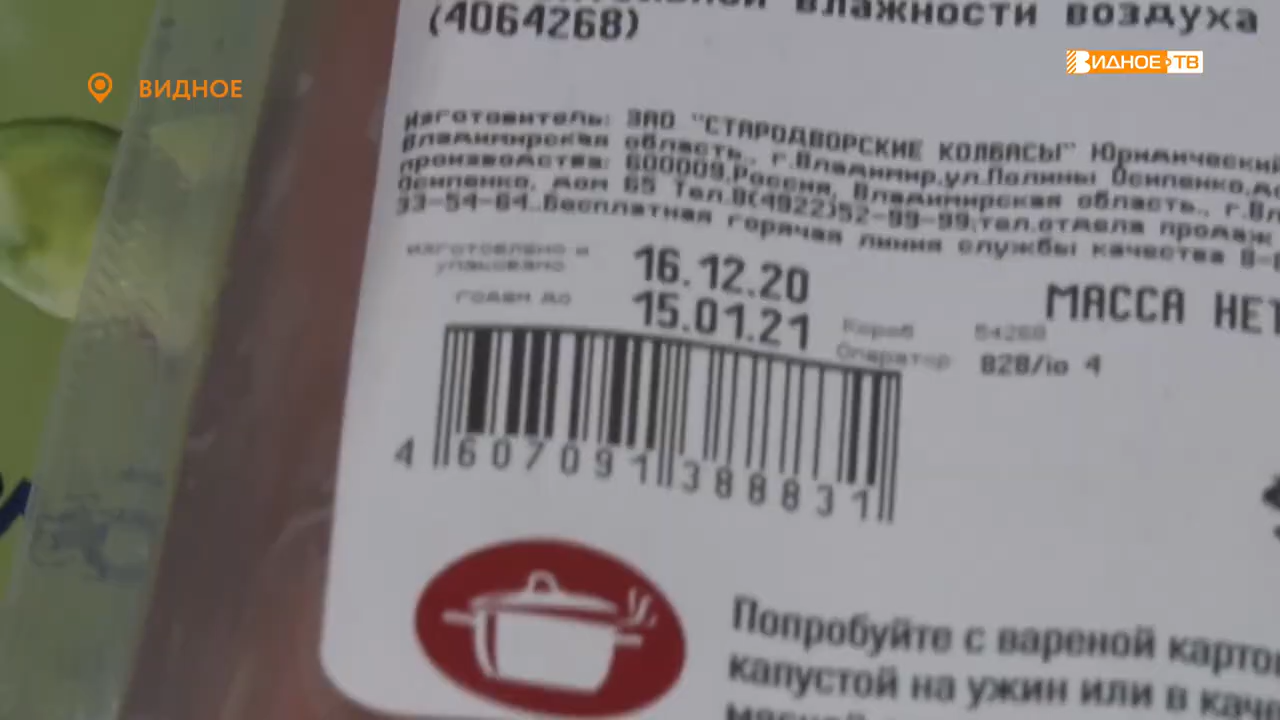 влажности воздуха
(4064268)
ВИДНОЕ
ВИДНОЕ ТВ
Изготовитель: ЗАО "СТАРОДВОРСКИЕ КОЛБАСЫ" Юридический
Владимирская область, г.Владимир,ул.Полины Осипенко,
производства: 600009,Россия, Владимирская область, г.
Осипенко, дом 65 Тел.8(4922)52-99-99,тел.отдела продаж
33-54-64.Бесплатная горячая линия службы качества
изготовлено и
упаковано
16.12.20
годен до
15.01.21
МАССА
Короб 54268
Оператор 828/io 4
4 607091 388831
Попробуйте с вареной
капустой на ужин или в